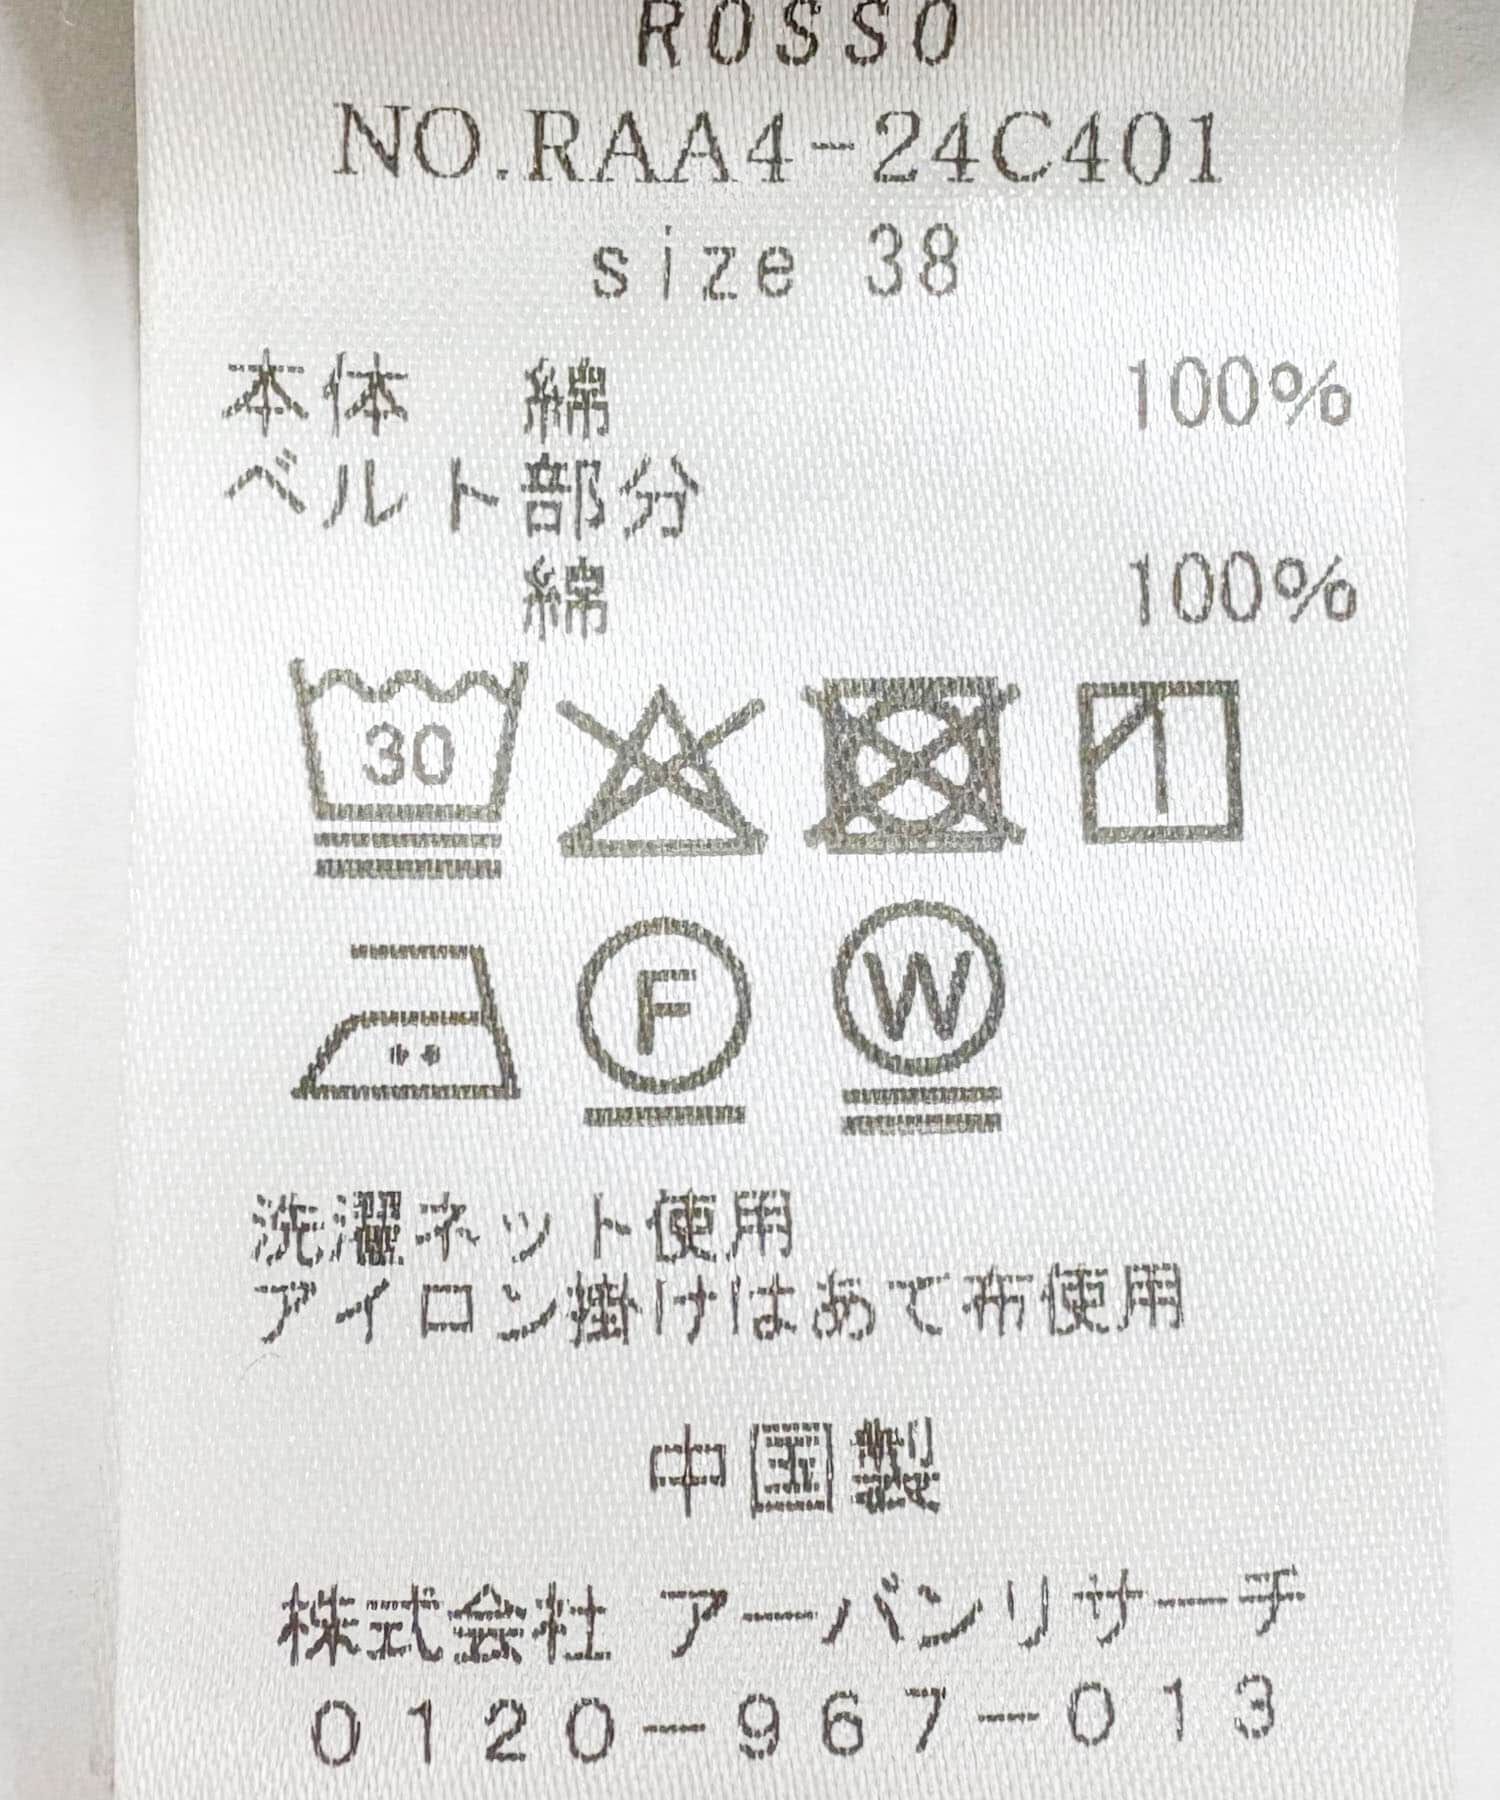 ROSSO
NO.RAA4-24C401
size 38
本体 綿 100%
ベルト部分
綿 100%
30
F
W
洗濯ネット使用
アイロン掛けはあて布使用
中国製
株式会社 アーバンリサーチ
0120-967-013